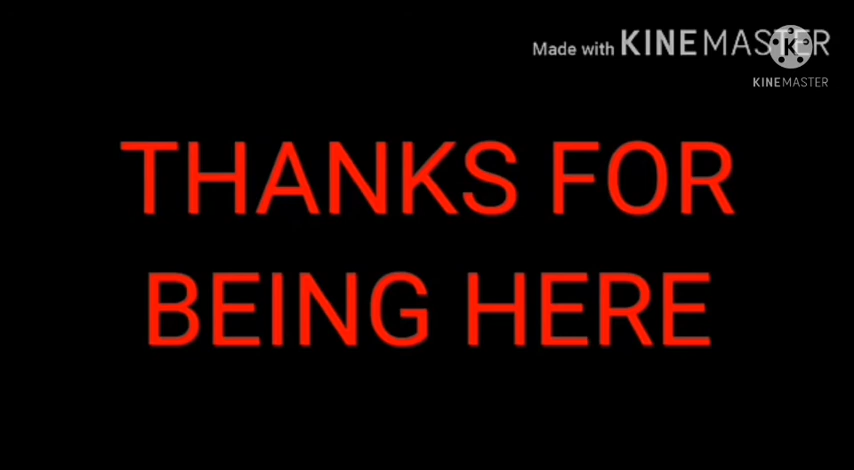 Made with KINEMASTER
K
KINEMASTER
THANKS FOR
BEING HERE